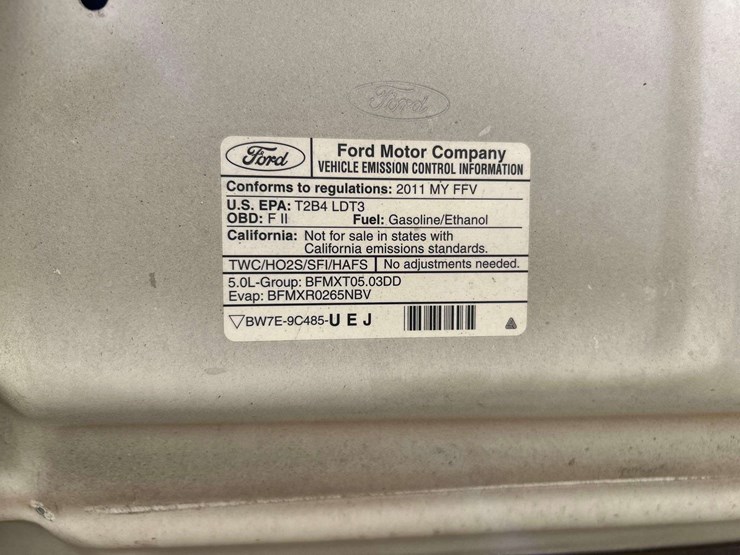 Ford
Ford
Ford Motor Company
VEHICLE EMISSION CONTROL INFORMATION
Conforms to regulations: 2011 MY FFV
U.S. EPA: T2B4 LDT3
OBD: F II Fuel: Gasoline/Ethanol
California: Not for sale in states with
California emissions standards.
TWC/HO2S/SFI/HAFS No adjustments needed.
5.0L-Group: BFMXT05.03DD
Evap: BFMXR0265NBV
BW7E-9C485-U E J